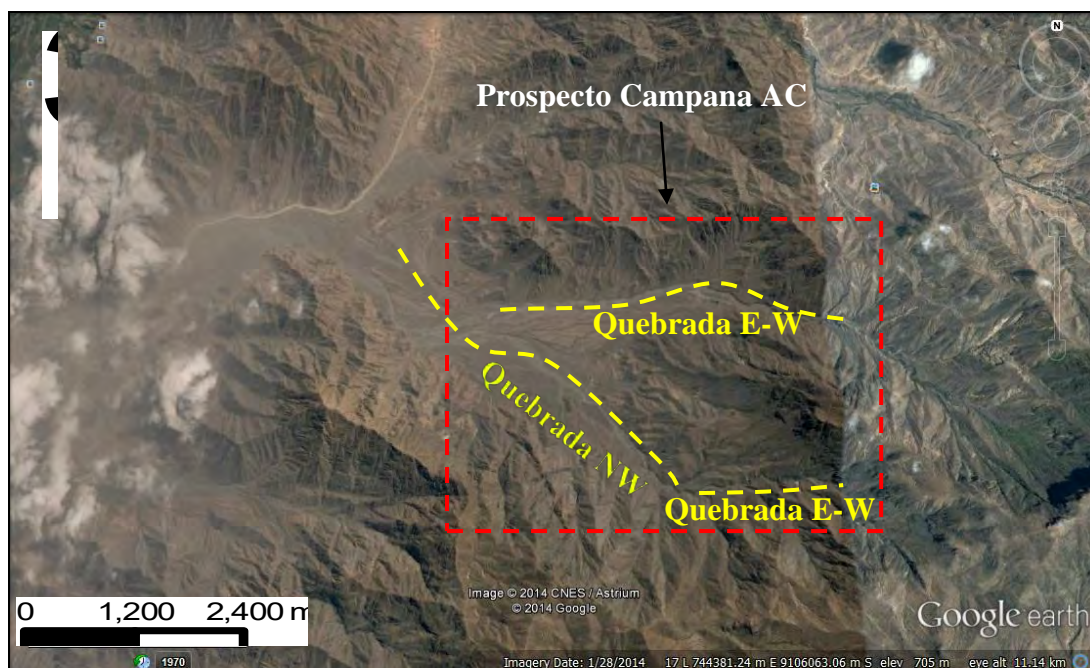 N
Prospecto Campana AC
Quebrada E-W
Quebrada NW
Quebrada E-W
Image © 2014 CNES / Astrium
© 2014 Google
Google earth
0 1,200 2,400 m
1970
Imagery Date: 1/28/2014 17 L 744381.24 m E 9106063.06 m S elev 705 m eye alt 11.14 km